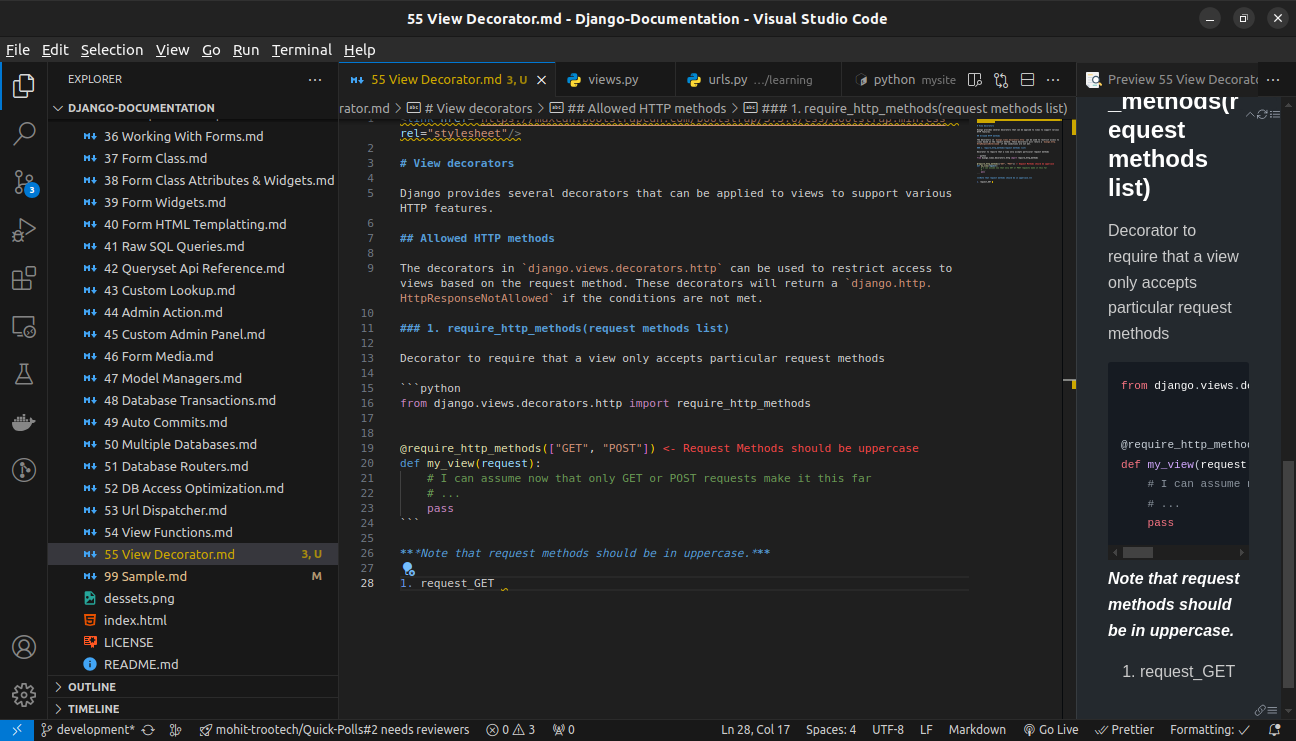 55 View Decorator.md - Django-Documentation - Visual Studio Code
File Edit Selection View Go Run Terminal Help
EXPLORER
DJANGO-DOCUMENTATION
36 Working With Forms.md
37 Form Class.md
38 Form Class Attributes & Widgets.md
39 Form Widgets.md
40 Form HTML Templatting.md
41 Raw SQL Queries.md
42 Queryset Api Reference.md
43 Custom Lookup.md
44 Admin Action.md
45 Custom Admin Panel.md
46 Form Media.md
47 Model Managers.md
48 Database Transactions.md
49 Auto Commits.md
50 Multiple Databases.md
51 Database Routers.md
52 DB Access Optimization.md
53 Url Dispatcher.md
54 View Functions.md
55 View Decorator.md 3, U
99 Sample.md M
dessets.png
index.html
LICENSE
README.md
OUTLINE
TIMELINE
3
55 View Decorator.md 3, U
views.py
urls.py .../learning
python mysite
Preview 55 View Decorato
rator.md > # View decorators > ## Allowed HTTP methods > ### 1. require_http_methods(request methods list)
rel="stylesheet"/>
2
3 # View decorators
4
5 Django provides several decorators that can be applied to views to support various
HTTP features.
6
7 ## Allowed HTTP methods
8
9 The decorators in `django.views.decorators.http` can be used to restrict access to
views based on the request method. These decorators will return a `django.http.
HttpResponseNotAllowed` if the conditions are not met.
10
11 ### 1. require_http_methods(request methods list)
12
13 Decorator to require that a view only accepts particular request methods
14
15 ```python
16 from django.views.decorators.http import require_http_methods
17
18
19 @require_http_methods(["GET", "POST"]) <- Request Methods should be uppercase
20 def my_view(request):
21 # I can assume now that only GET or POST requests make it this far
22 # ...
23 pass
24 ```
25
26 ***Note that request methods should be in uppercase.***
27
28 1. request_GET
_methods(r
equest
methods
list)
Decorator to
require that a view
only accepts
particular request
methods
from django.views.de
@require_http_metho
def my_view(request
# I can assume
# ...
pass
Note that request
methods should
be in uppercase.
1. request_GET
development* mohit-trootech/Quick-Polls#2 needs reviewers 0 3 0 Ln 28, Col 17 Spaces: 4 UTF-8 LF Markdown Go Live Prettier Formatting: